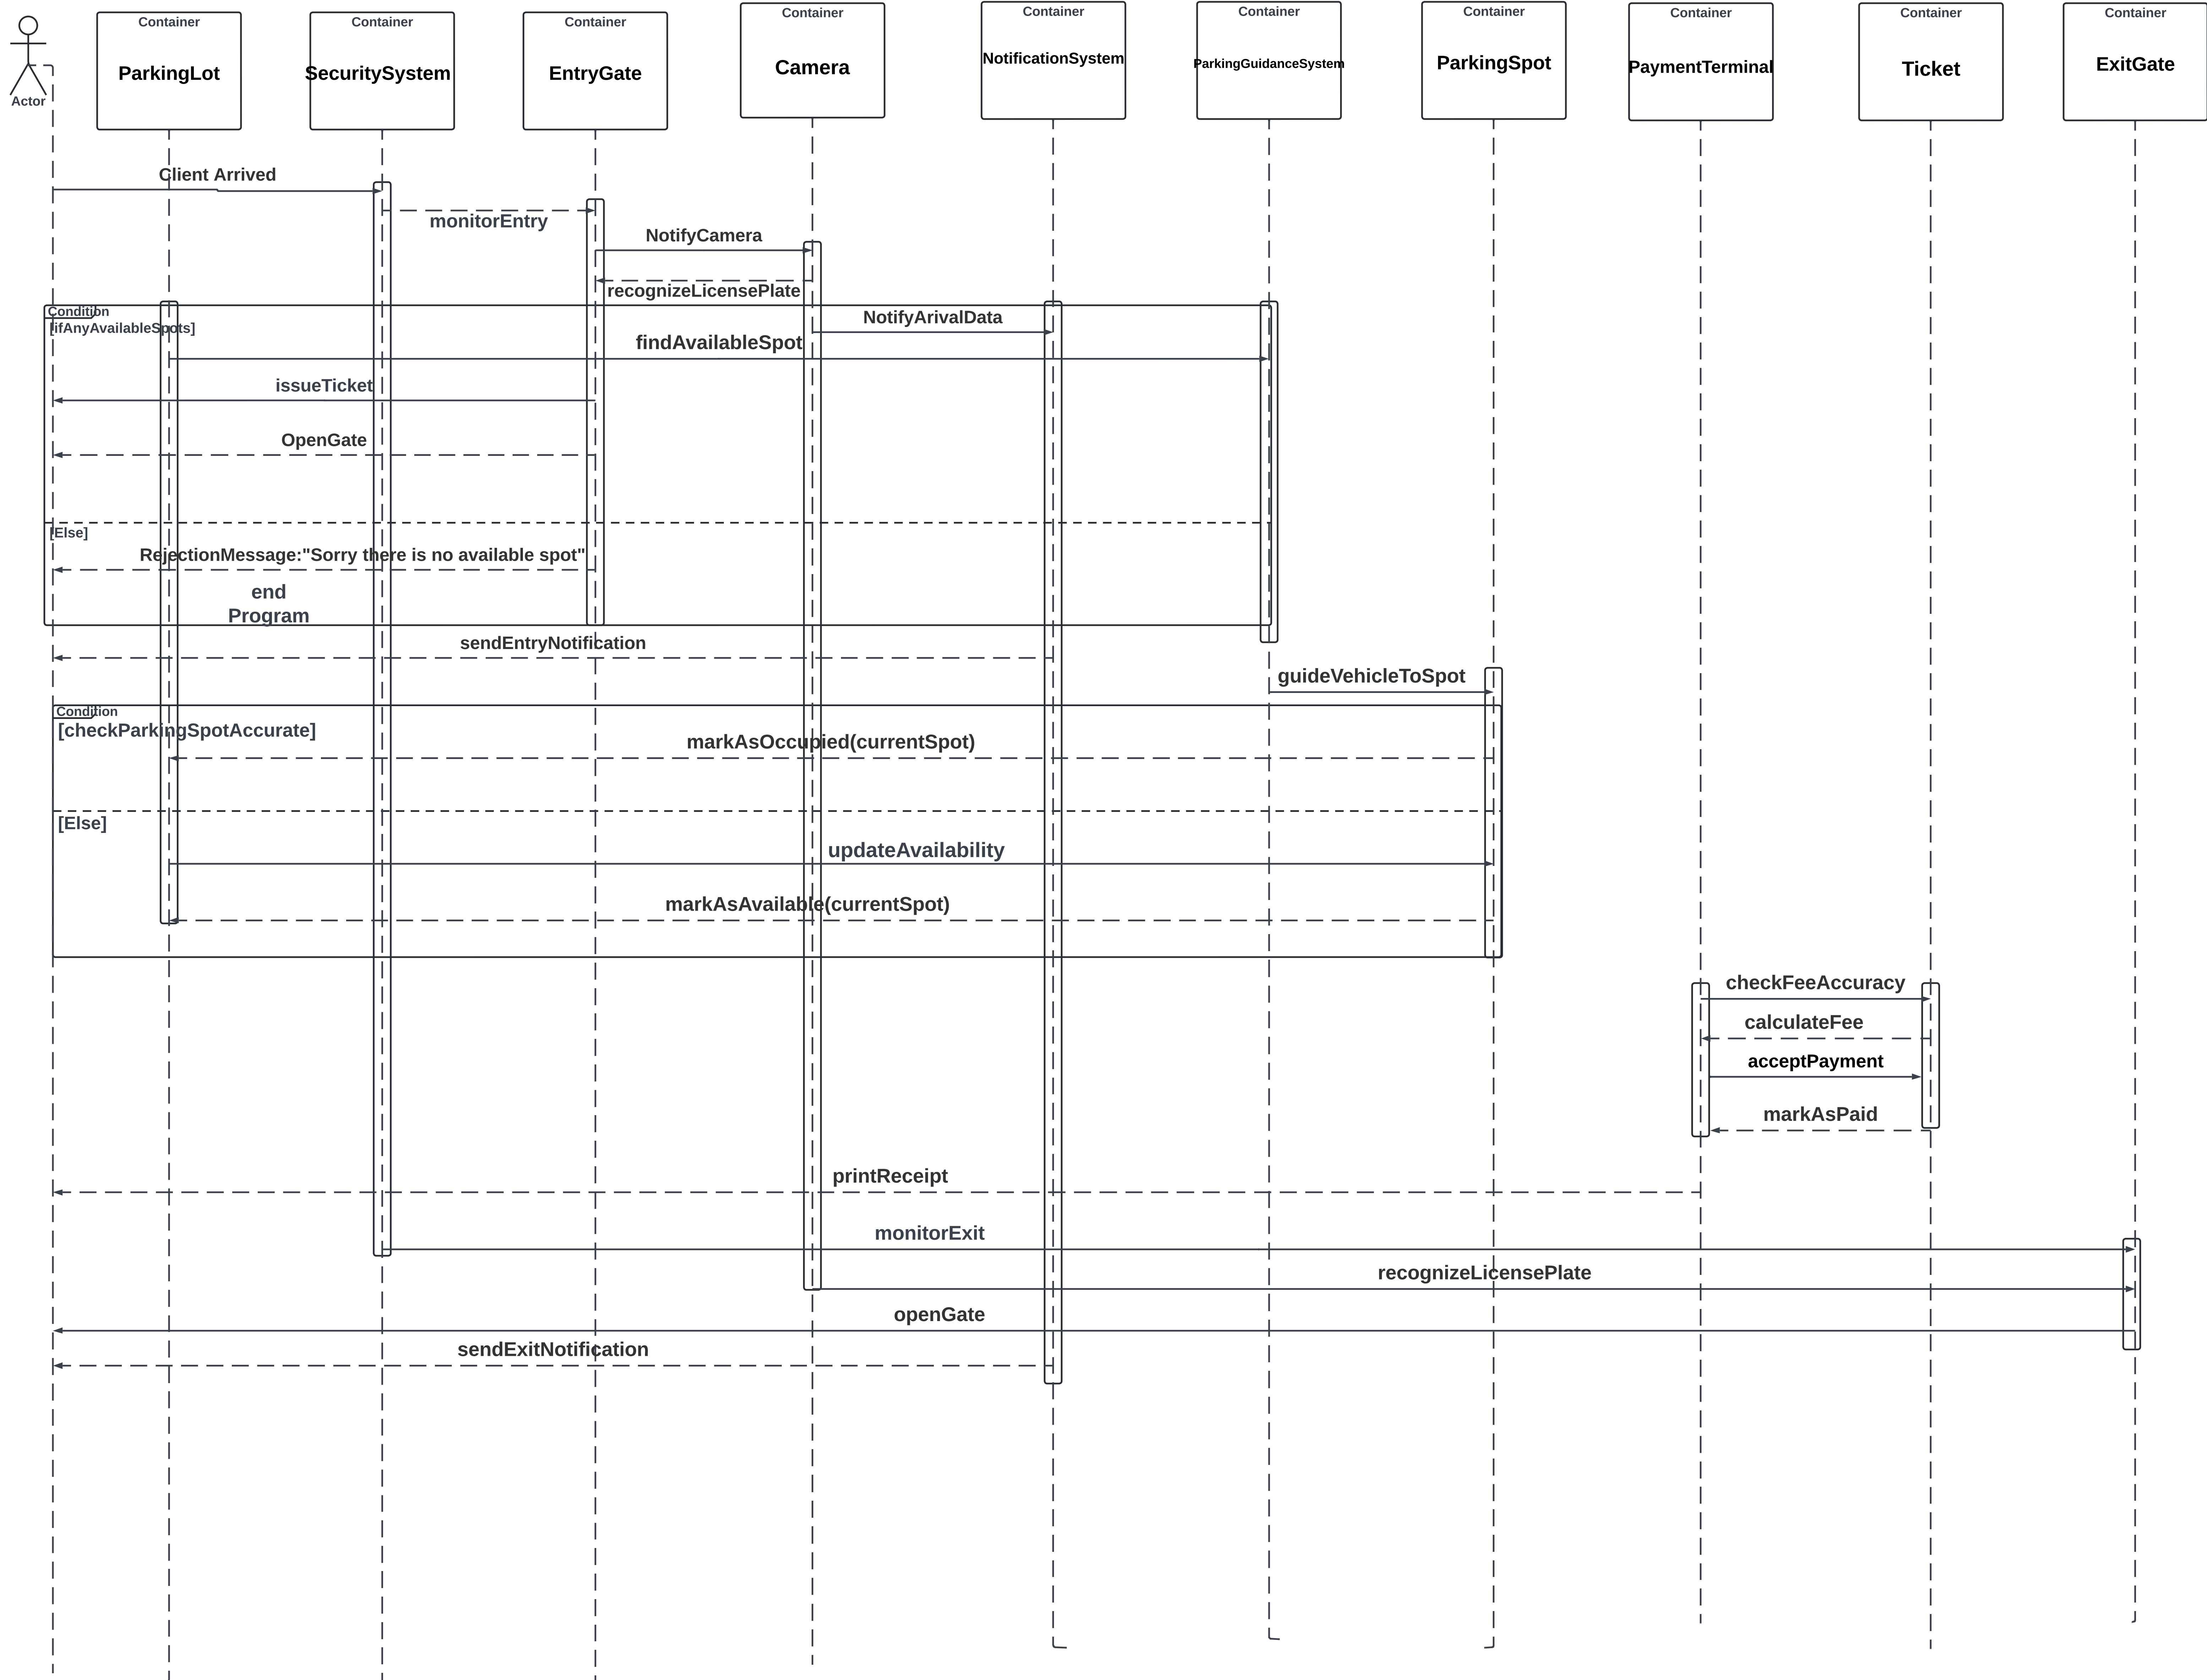 Container
Container
Container
Container
Container
Container
Container
Container
Container
Container
Actor
ParkingLot
SecuritySystem
EntryGate
Camera
NotificationSystem
ParkingGuidanceSystem
ParkingSpot
PaymentTerminal
Ticket
ExitGate
Client Arrived
monitorEntry
NotifyCamera
recognizeLicensePlate
Condition
[ifAnyAvailableSpots]
NotifyArivalData
findAvailableSpot
issueTicket
OpenGate
[Else]
RejectionMessage:"Sorry there is no available spot"
end
Program
sendEntryNotification
guideVehicleToSpot
Condition
[checkParkingSpotAccurate]
markAsOccupied(currentSpot)
[Else]
updateAvailability
markAsAvailable(currentSpot)
checkFeeAccuracy
calculateFee
acceptPayment
markAsPaid
printReceipt
monitorExit
recognizeLicensePlate
openGate
sendExitNotification